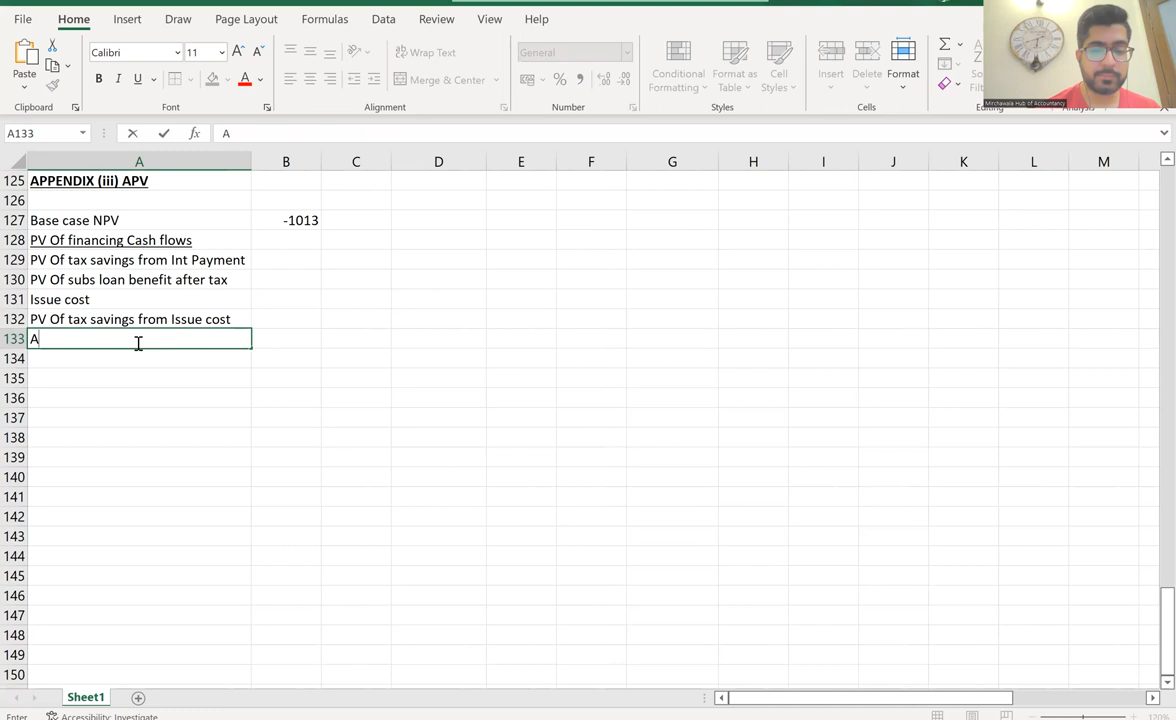 File Home Insert Draw Page Layout Formulas Data Review View Help
Calibri 11 A A Wrap Text General
Paste B I U A Merge & Center % Conditional Formatting Format as Table Cell Styles Insert Delete Format
Clipboard Font Alignment Number Styles Cells
Mirchawala Hub of Accountancy
A133 fx A
A B C D E F G H I J K L M
125 APPENDIX (iii) APV
126
127 Base case NPV -1013
128 PV Of financing Cash flows
129 PV Of tax savings from Int Payment
130 PV Of subs loan benefit after tax
131 Issue cost
132 PV Of tax savings from Issue cost
133 A
134
135
136
137
138
139
140
141
142
143
144
145
146
147
148
149
150
Sheet1
Enter Accessibility: Investigate 130%